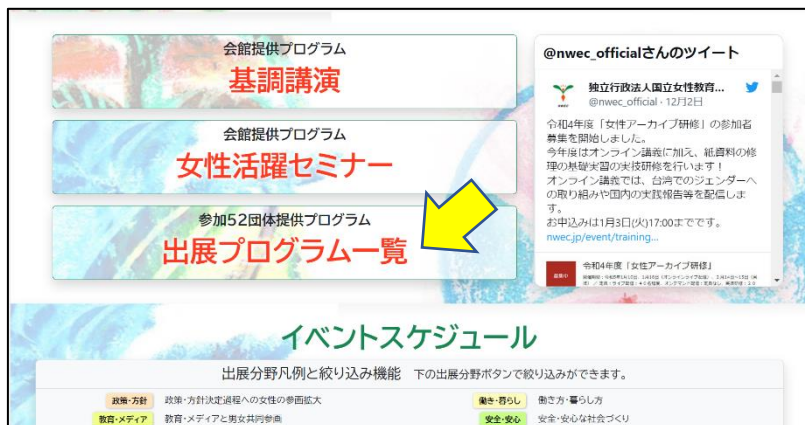 会館提供プログラム
基調講演
会館提供プログラム
女性活躍セミナー
参加52団体提供プログラム
出展プログラム一覧
@nwec_officialさんのツイート
独立行政法人国立女性教育...
@nwec_official · 12月2日
令和4年度「女性アーカイブ研修」の参加者
募集を開始しました。
今年度はオンライン講義に加え、紙資料の修
理の基礎実習の実技研修を行います！
オンライン講義では、台湾でのジェンダーへ
の取り組みや国内の実践報告等を配信しま
す。
お申込みは1月3日(火)17:00までです。
nwec.jp/event/training...
令和4年度「女性アーカイブ研修」
イベントスケジュール
出展分野凡例と絞り込み機能 下の出展分野ボタンで絞り込みができます。
政策·方針 政策·方針決定過程への女性の参画拡大
働き·暮らし 働き方·暮らし方
教育·メディア 教育·メディアと男女共同参画
安全·安心 安全·安心な社会づくり